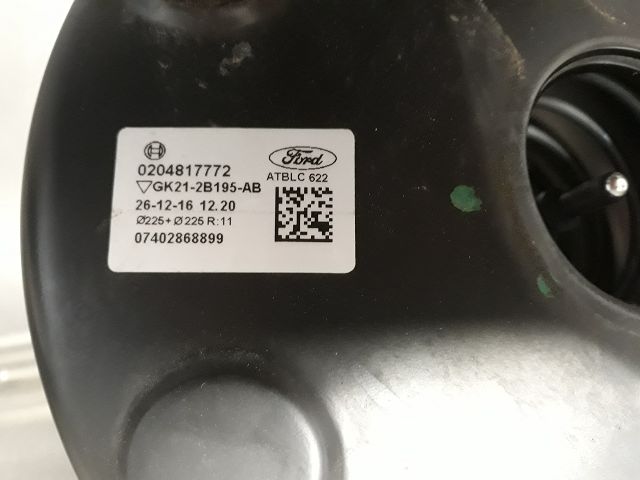 0204817772
Ford
ATBLC 622
▽GK21-2B195-AB
26-12-16 12.20
Ø225+Ø225 R:11
07402868899